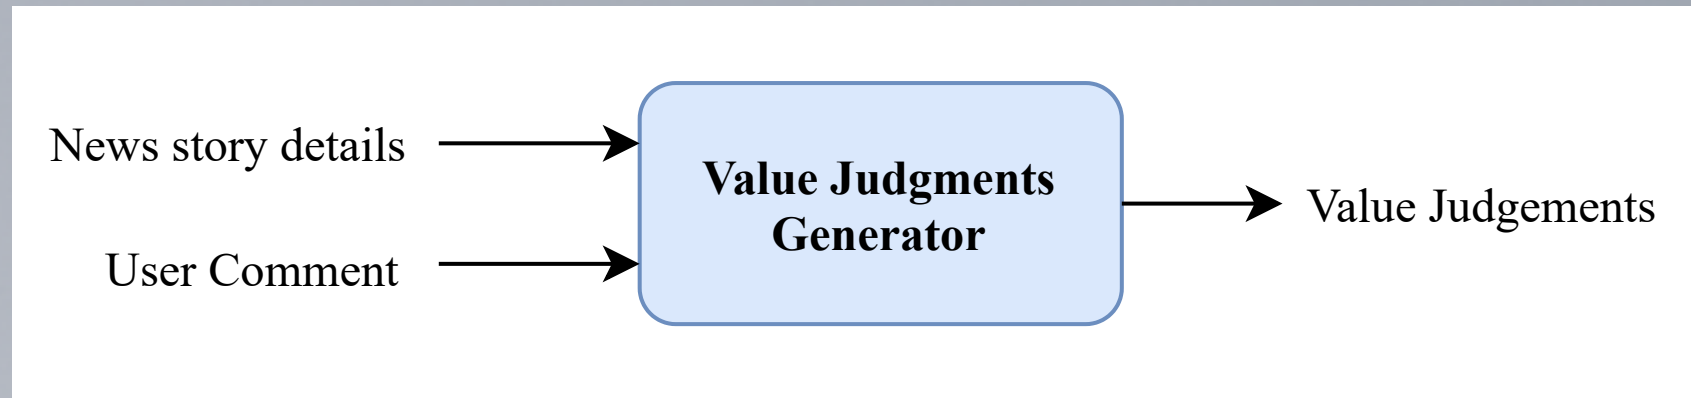 News story details
User Comment
Value Judgments
Generator
Value Judgements